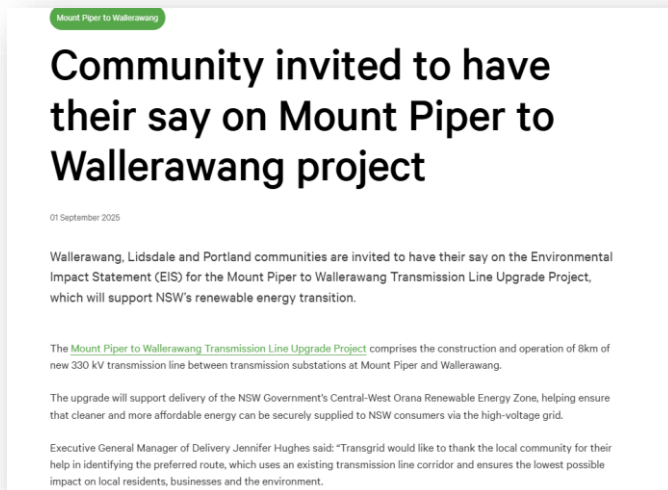 Mount Piper to Wallerawang
Community invited to have
their say on Mount Piper to
Wallerawang project
01 September 2025
Wallerawang, Lidsdale and Portland communities are invited to have their say on the Environmental
Impact Statement (EIS) for the Mount Piper to Wallerawang Transmission Line Upgrade Project,
which will support NSW’s renewable energy transition.
The Mount Piper to Wallerawang Transmission Line Upgrade Project comprises the construction and operation of 8km of
new 330 kV transmission line between transmission substations at Mount Piper and Wallerawang.
The upgrade will support delivery of the NSW Government’s Central-West Orana Renewable Energy Zone, helping ensure
that cleaner and more affordable energy can be securely supplied to NSW consumers via the high-voltage grid.
Executive General Manager of Delivery Jennifer Hughes said: “Transgrid would like to thank the local community for their
help in identifying the preferred route, which uses an existing transmission line corridor and ensures the lowest possible
impact on local residents, businesses and the environment.